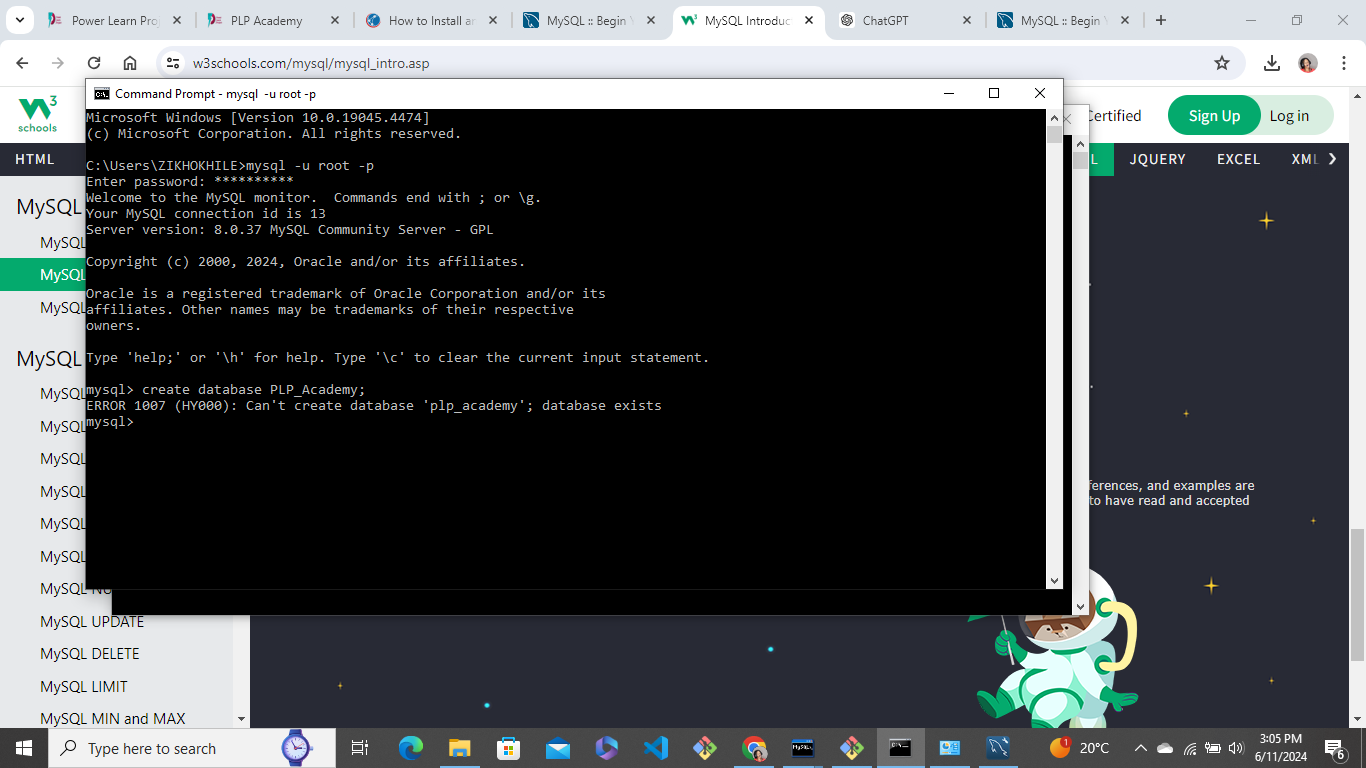 Power Learn Pro
PLP Academy
How to Install an
MySQL :: Begin Y
MySQL Introduc
ChatGPT
MySQL :: Begin Y
w3schools.com/mysql/mysql_intro.asp
Command Prompt - mysql -u root -p
3
schools
Certified
Sign Up
Log in
HTML
L
JQUERY
EXCEL
XML
Microsoft Windows [Version 10.0.19045.4474]
(c) Microsoft Corporation. All rights reserved.
C:\Users\ZIKHOKHILE>mysql -u root -p
Enter password: **********
Welcome to the MySQL monitor.  Commands end with ; or \g.
Your MySQL connection id is 13
Server version: 8.0.37 MySQL Community Server - GPL
Copyright (c) 2000, 2024, Oracle and/or its affiliates.
Oracle is a registered trademark of Oracle Corporation and/or its
affiliates. Other names may be trademarks of their respective
owners.
Type 'help;' or '\h' for help. Type '\c' to clear the current input statement.
mysql> create database PLP_Academy;
ERROR 1007 (HY000): Can't create database 'plp_academy'; database exists
mysql>
MySQL
MySQL
MySQL
MySQL
MySQL
MySQL
MySQL
MySQL
MySQL
MySQL
MySQL
MySQL
MySQL UPDATE
MySQL DELETE
MySQL LIMIT
MySQL MIN and MAX
ferences, and examples are
to have read and accepted
Type here to search
1
20°C
3:05 PM
6/11/2024
6